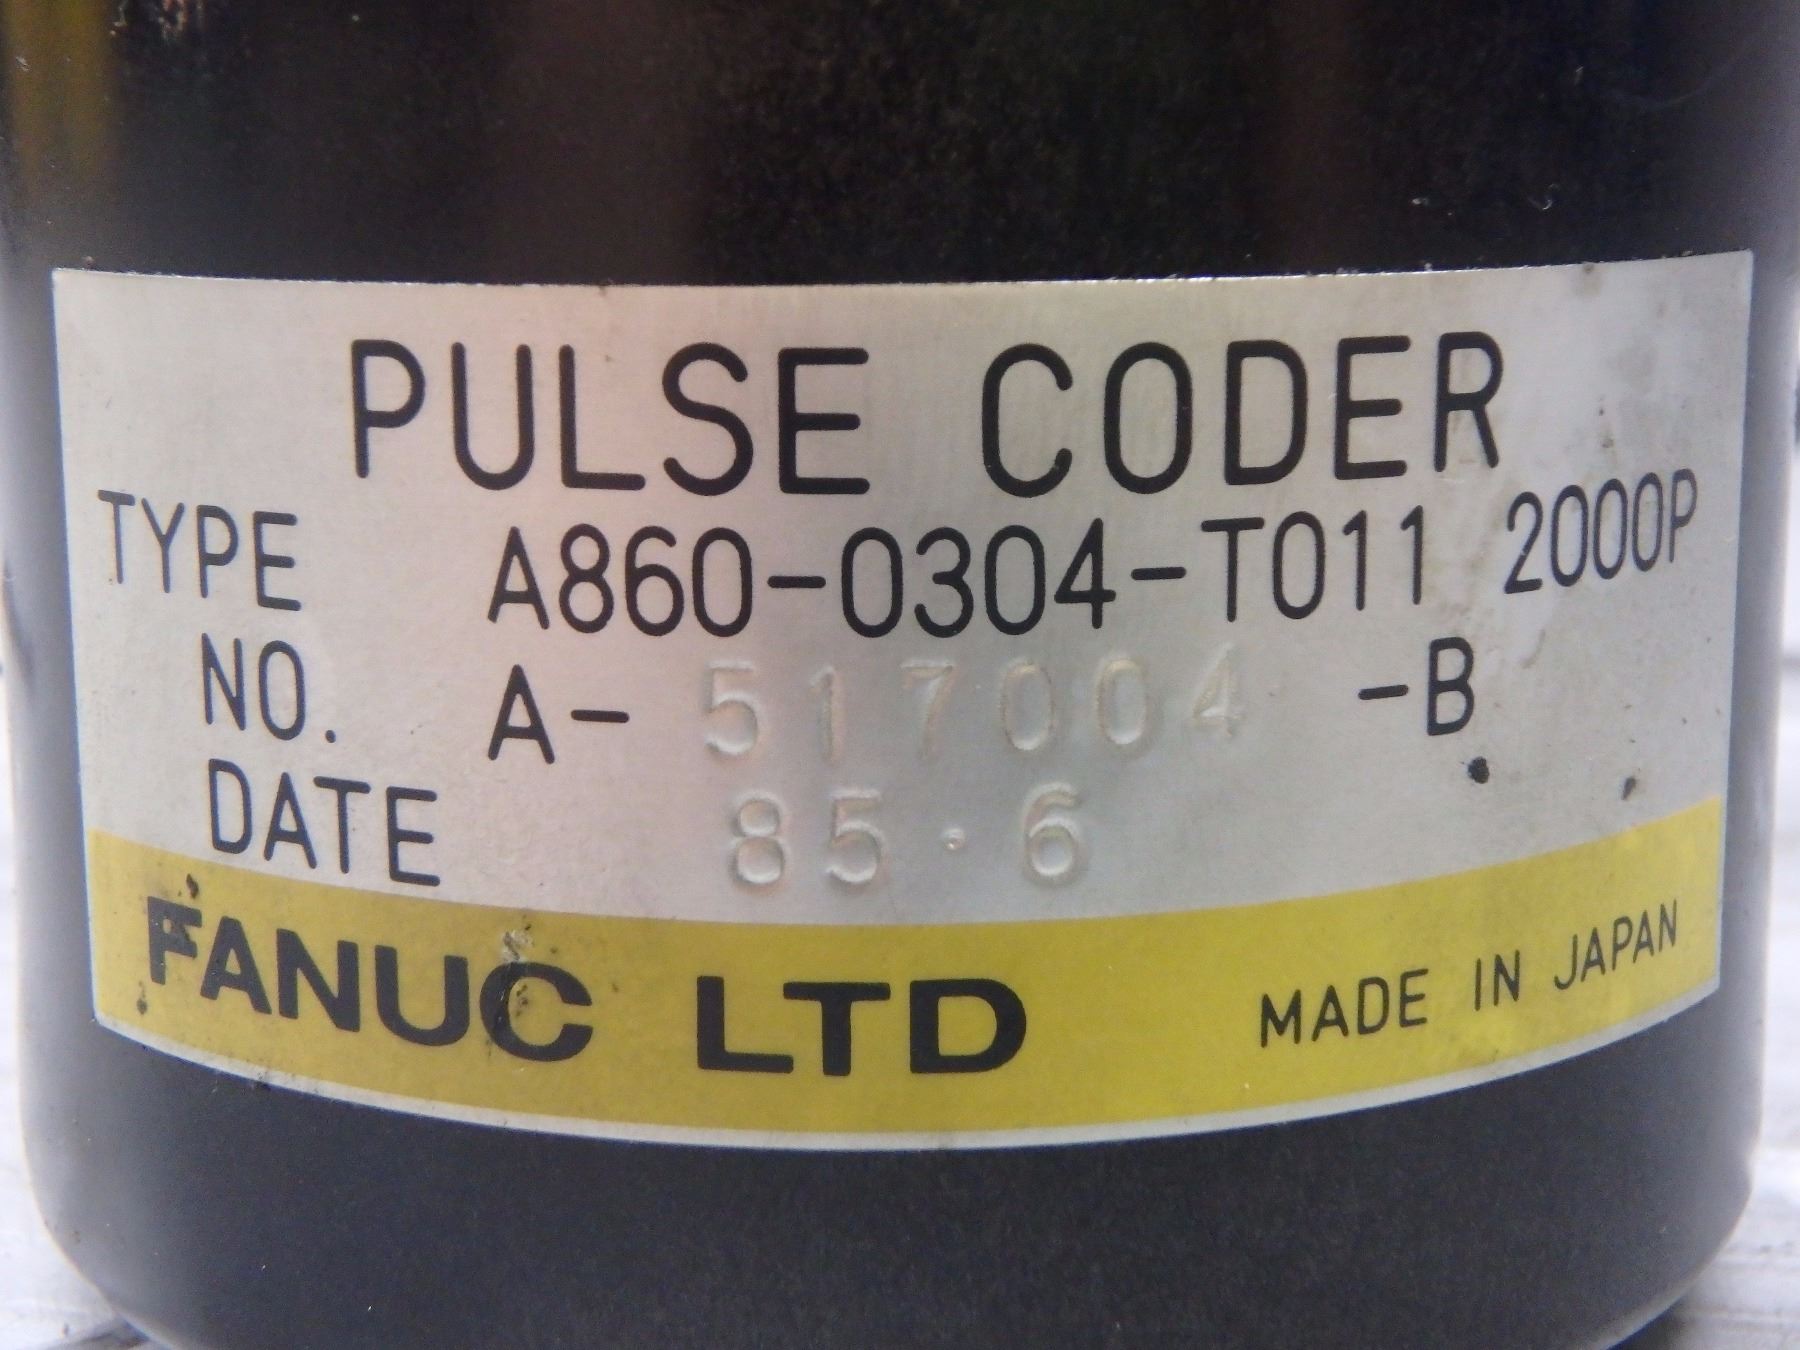 PULSE CODER
TYPE A860-0304-T011 2000P
NO. A- 517004 -B
DATE 85.6
FANUC LTD MADE IN JAPAN